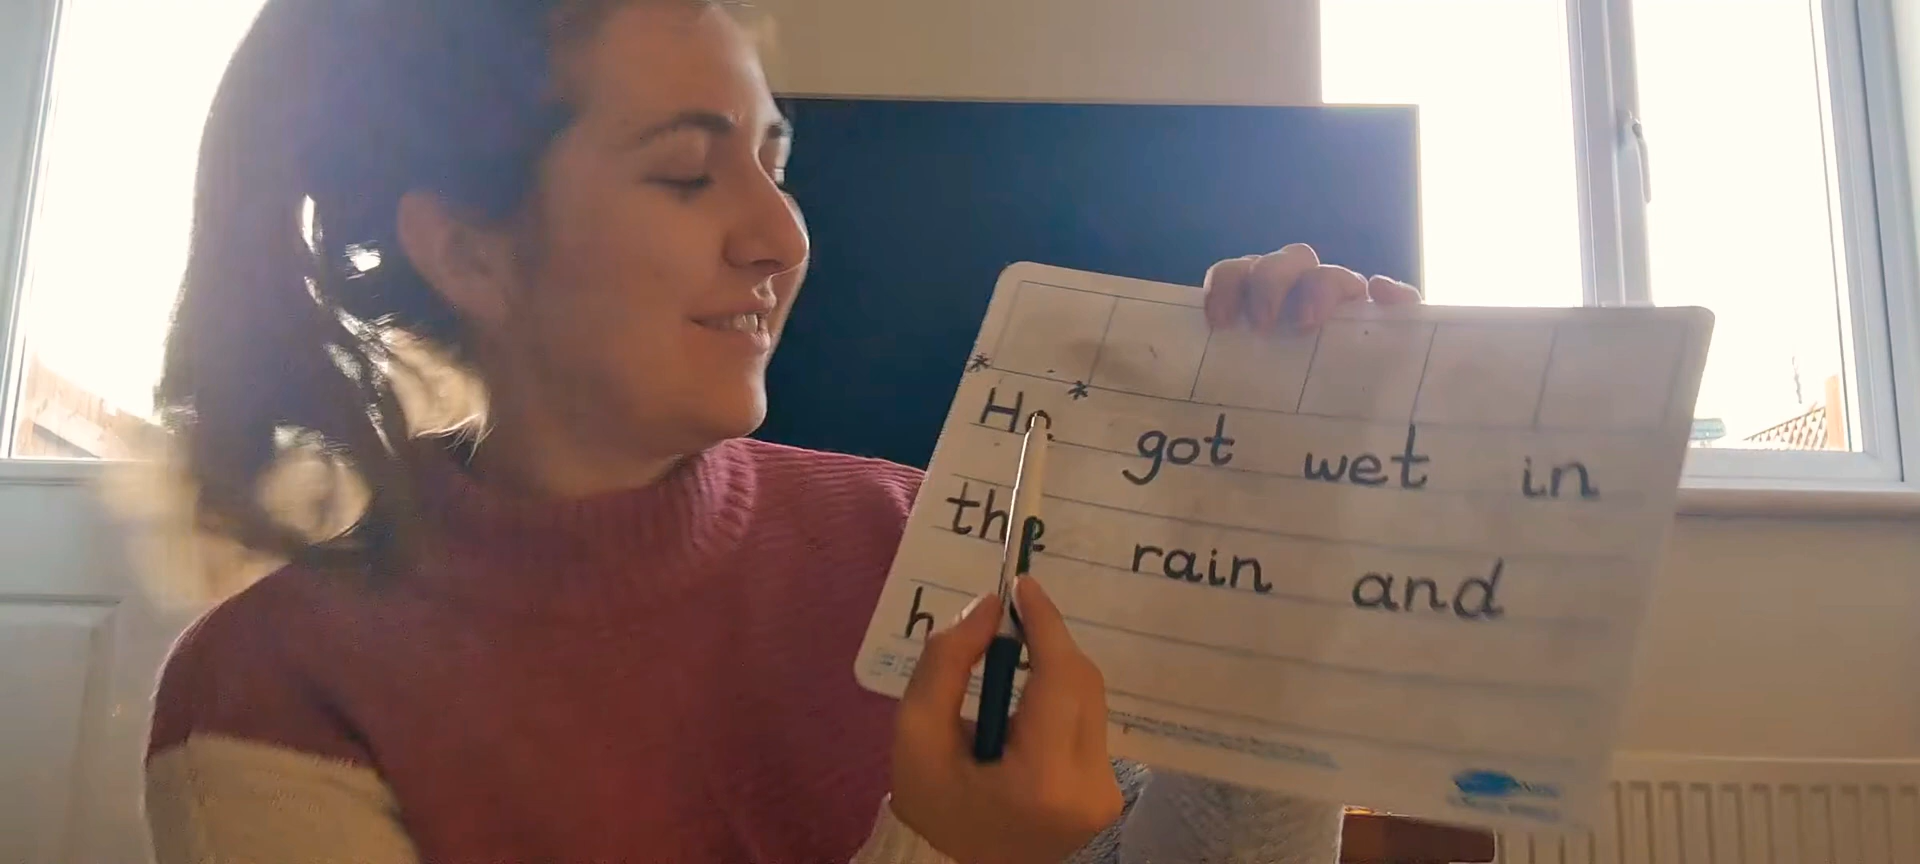 * *
He got wet in
the rain and
h